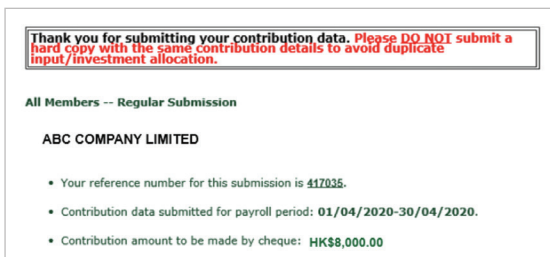 Thank you for submitting your contribution data. Please DO NOT submit a
hard copy with the same contribution details to avoid duplicate
input/investment allocation.
All Members -- Regular Submission
ABC COMPANY LIMITED
• Your reference number for this submission is 417035.
• Contribution data submitted for payroll period: 01/04/2020-30/04/2020.
• Contribution amount to be made by cheque: HK$8,000.00